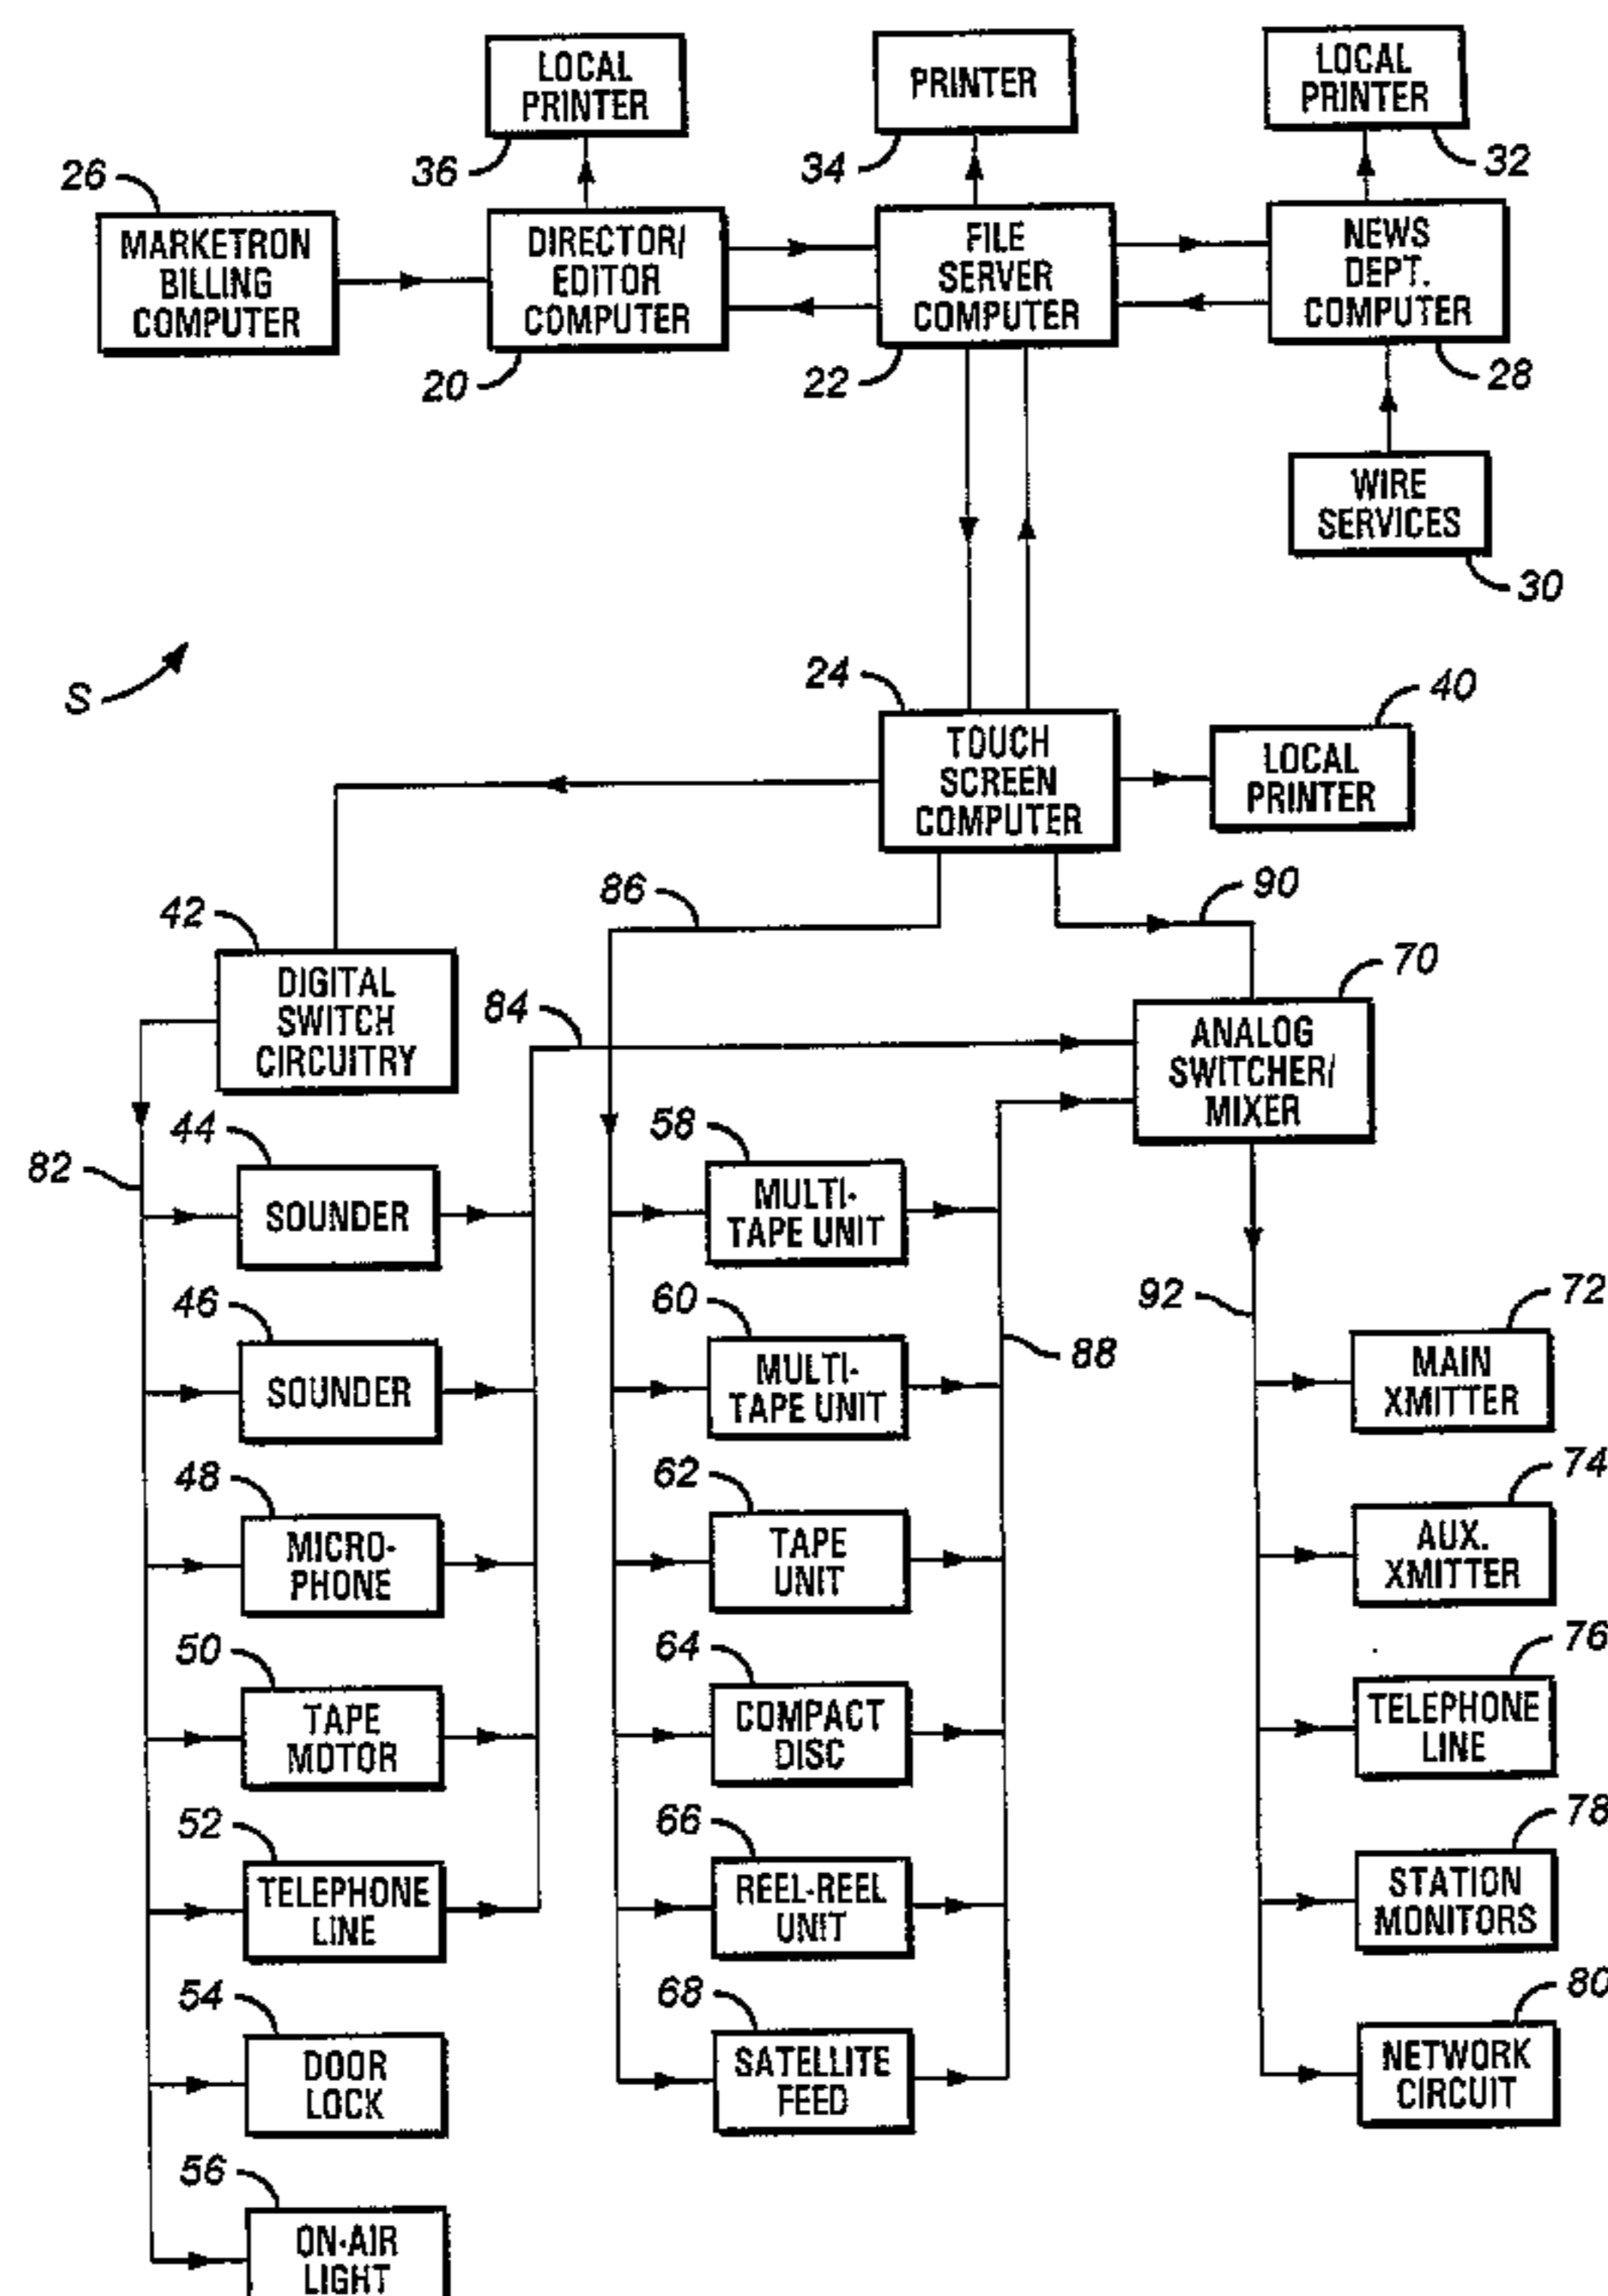 LOCAL
PRINTER
36
PRINTER
34
LOCAL
PRINTER
32
26
MARKETRON
BILLING
COMPUTER
DIRECTOR/
EDITOR
COMPUTER
20
FILE
SERVER
COMPUTER
22
NEWS
DEPT.
COMPUTER
28
WIRE
SERVICES
30
S
24
TOUCH
SCREEN
COMPUTER
40
LOCAL
PRINTER
86
90
42
DIGITAL
SWITCH
CIRCUITRY
84
70
ANALOG
SWITCHER/
MIXER
82
44
SOUNDER
46
SOUNDER
48
MICRO-
PHONE
50
TAPE
MOTOR
52
TELEPHONE
LINE
54
DOOR
LOCK
56
ON-AIR
LIGHT
58
MULTI-
TAPE UNIT
60
MULTI-
TAPE UNIT
62
TAPE
UNIT
64
COMPACT
DISC
66
REEL-REEL
UNIT
68
SATELLITE
FEED
88
92
72
MAIN
XMITTER
74
AUX.
XMITTER
76
TELEPHONE
LINE
78
STATION
MONITORS
80
NETWORK
CIRCUIT